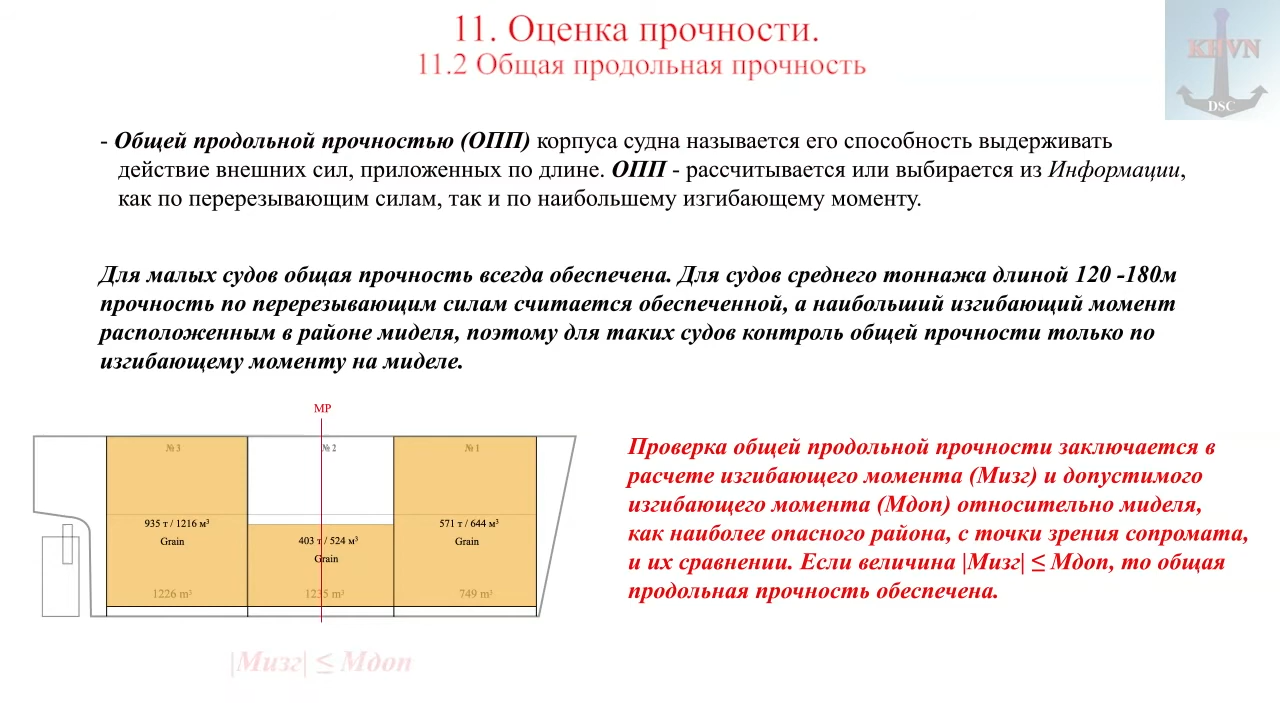 11. Оценка прочности.
11.2 Общая продольная прочность
KHVN
DSC
- Общей продольной прочностью (ОПП) корпуса судна называется его способность выдерживать
действие внешних сил, приложенных по длине. ОПП - рассчитывается или выбирается из Информации,
как по перерезывающим силам, так и по наибольшему изгибающему моменту.
Для малых судов общая прочность всегда обеспечена. Для судов среднего тоннажа длиной 120 -180м
прочность по перерезывающим силам считается обеспеченной, а наибольший изгибающий момент
расположенным в районе миделя, поэтому для таких судов контроль общей прочности только по
изгибающему моменту на миделе.
МР
№ 3
№ 2
№ 1
935 т / 1216 м³
Grain
403 т / 524 м³
Grain
571 т / 644 м³
Grain
1226 m³
1235 m³
749 m³
Проверка общей продольной прочности заключается в
расчете изгибающего момента (Мизг) и допустимого
изгибающего момента (Мдоп) относительно миделя,
как наиболее опасного района, с точки зрения сопромата,
и их сравнении. Если величина |Мизг| ≤ Мдоп, то общая
продольная прочность обеспечена.
|Мизг| ≤ Мдоп